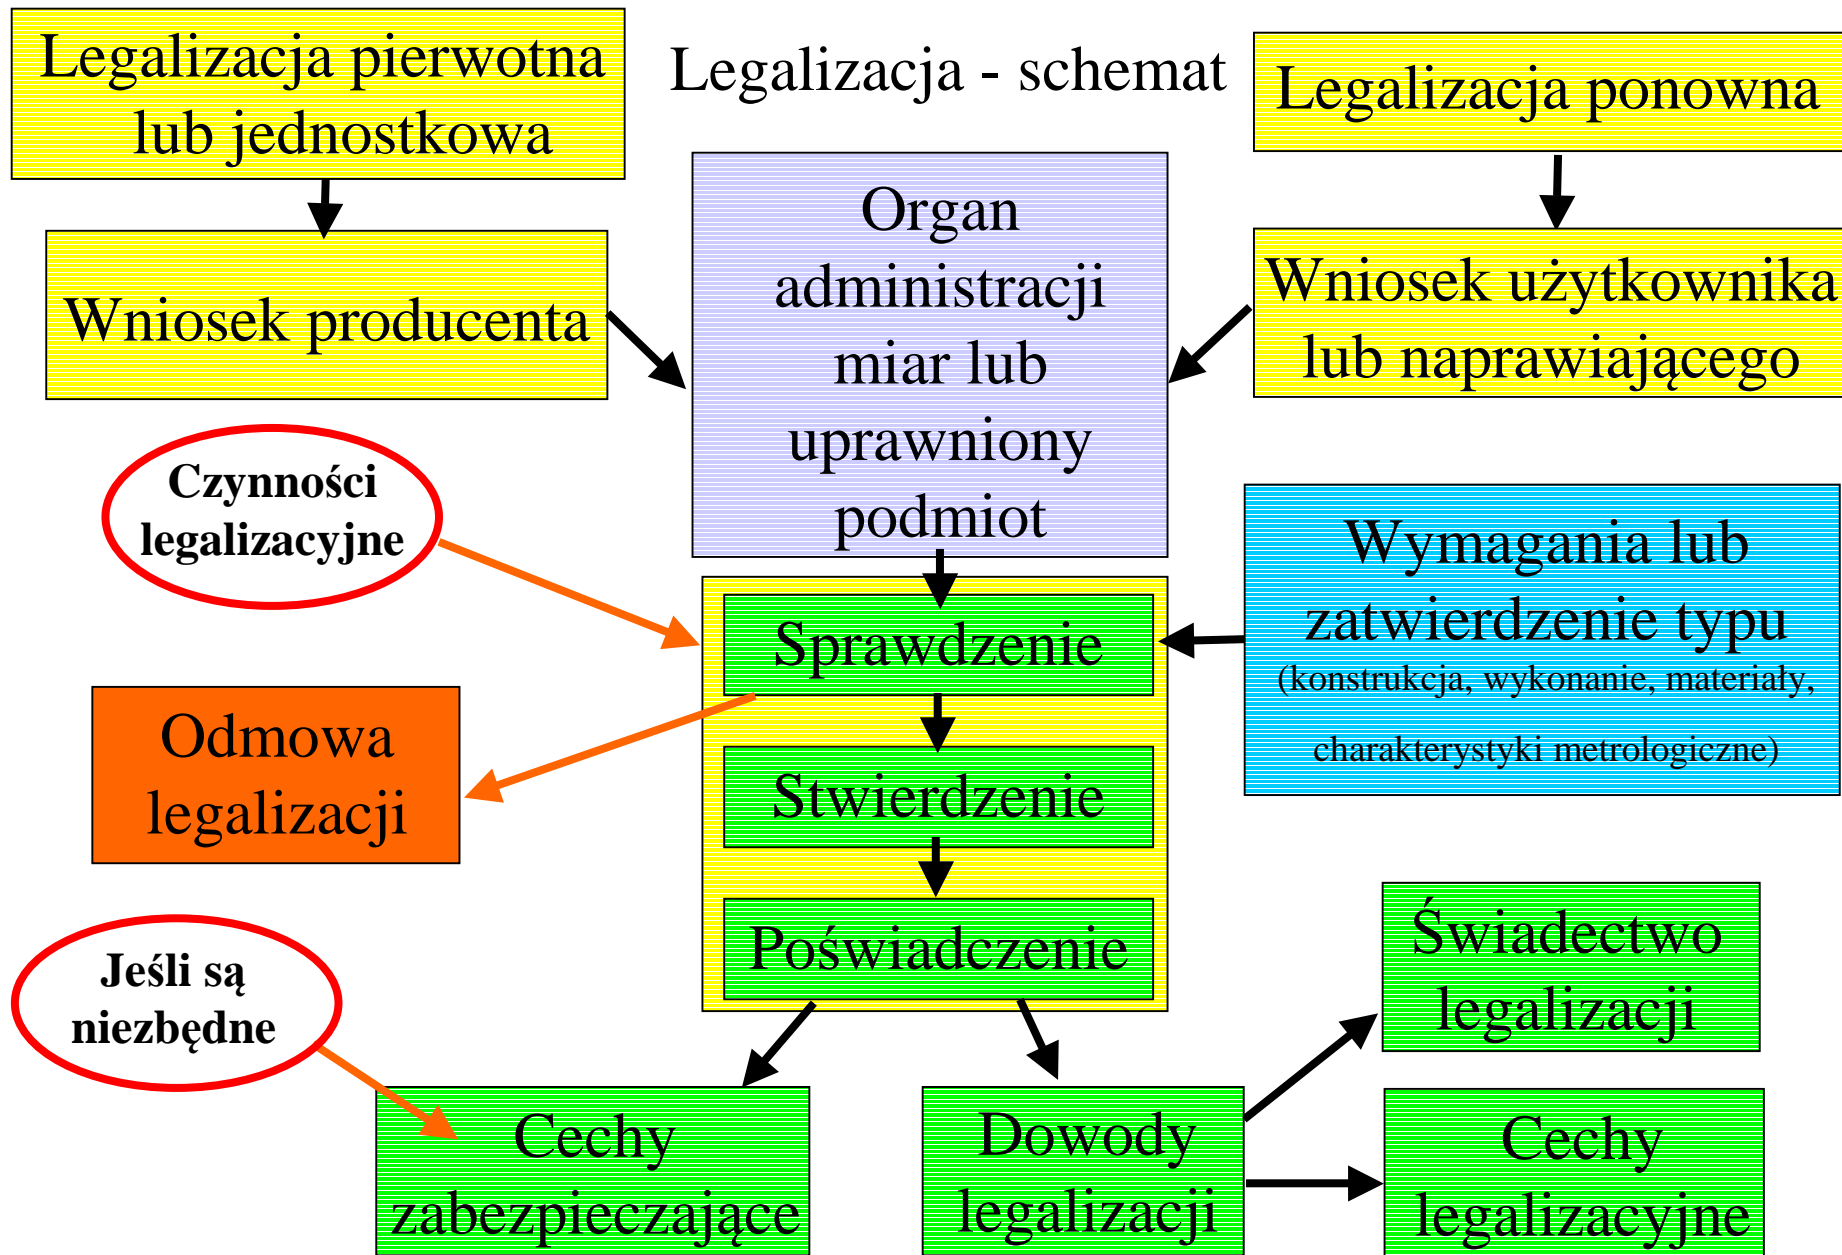 Legalizacja - schemat
Legalizacja pierwotna
lub jednostkowa
Legalizacja ponowna
Wniosek producenta
Organ
administracji
miar lub
uprawniony
podmiot
Wniosek użytkownika
lub naprawiającego
Czynności
legalizacyjne
Wymagania lub
zatwierdzenie typu
(konstrukcja, wykonanie, materiały,
charakterystyki metrologiczne)
Sprawdzenie
Odmowa
legalizacji
Stwierdzenie
Poświadczenie
Świadectwo
legalizacji
Jeśli są
niezbędne
Cechy
zabezpieczające
Dowody
legalizacji
Cechy
legalizacyjne